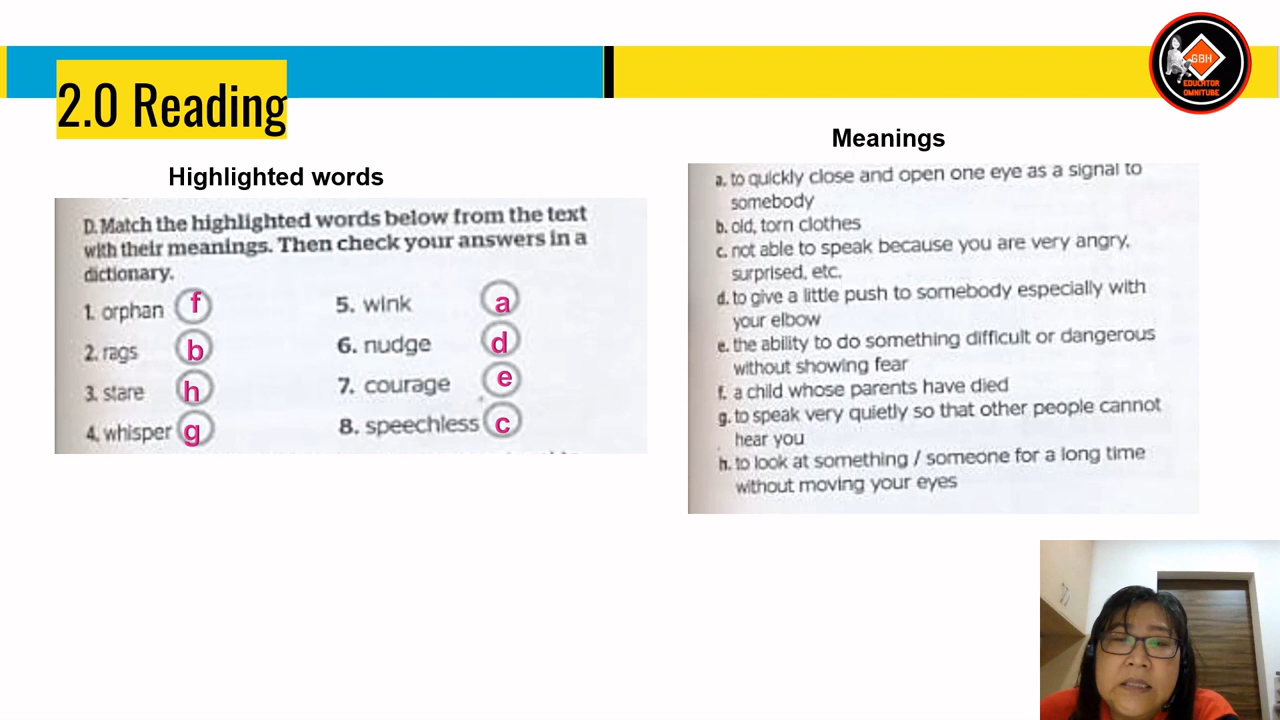 2.0 Reading
GBH
EDUCATOR
OMNITUBE
Highlighted words
D. Match the highlighted words below from the text
with their meanings. Then check your answers in a
dictionary.
1. orphan f
2. rags b
3. stare h
4. whisper g
5. wink a
6. nudge d
7. courage e
8. speechless c
Meanings
a. to quickly close and open one eye as a signal to
somebody
b. old, torn clothes
c. not able to speak because you are very angry,
surprised, etc.
d. to give a little push to somebody especially with
your elbow
e. the ability to do something difficult or dangerous
without showing fear
f. a child whose parents have died
g. to speak very quietly so that other people cannot
hear you
h. to look at something / someone for a long time
without moving your eyes